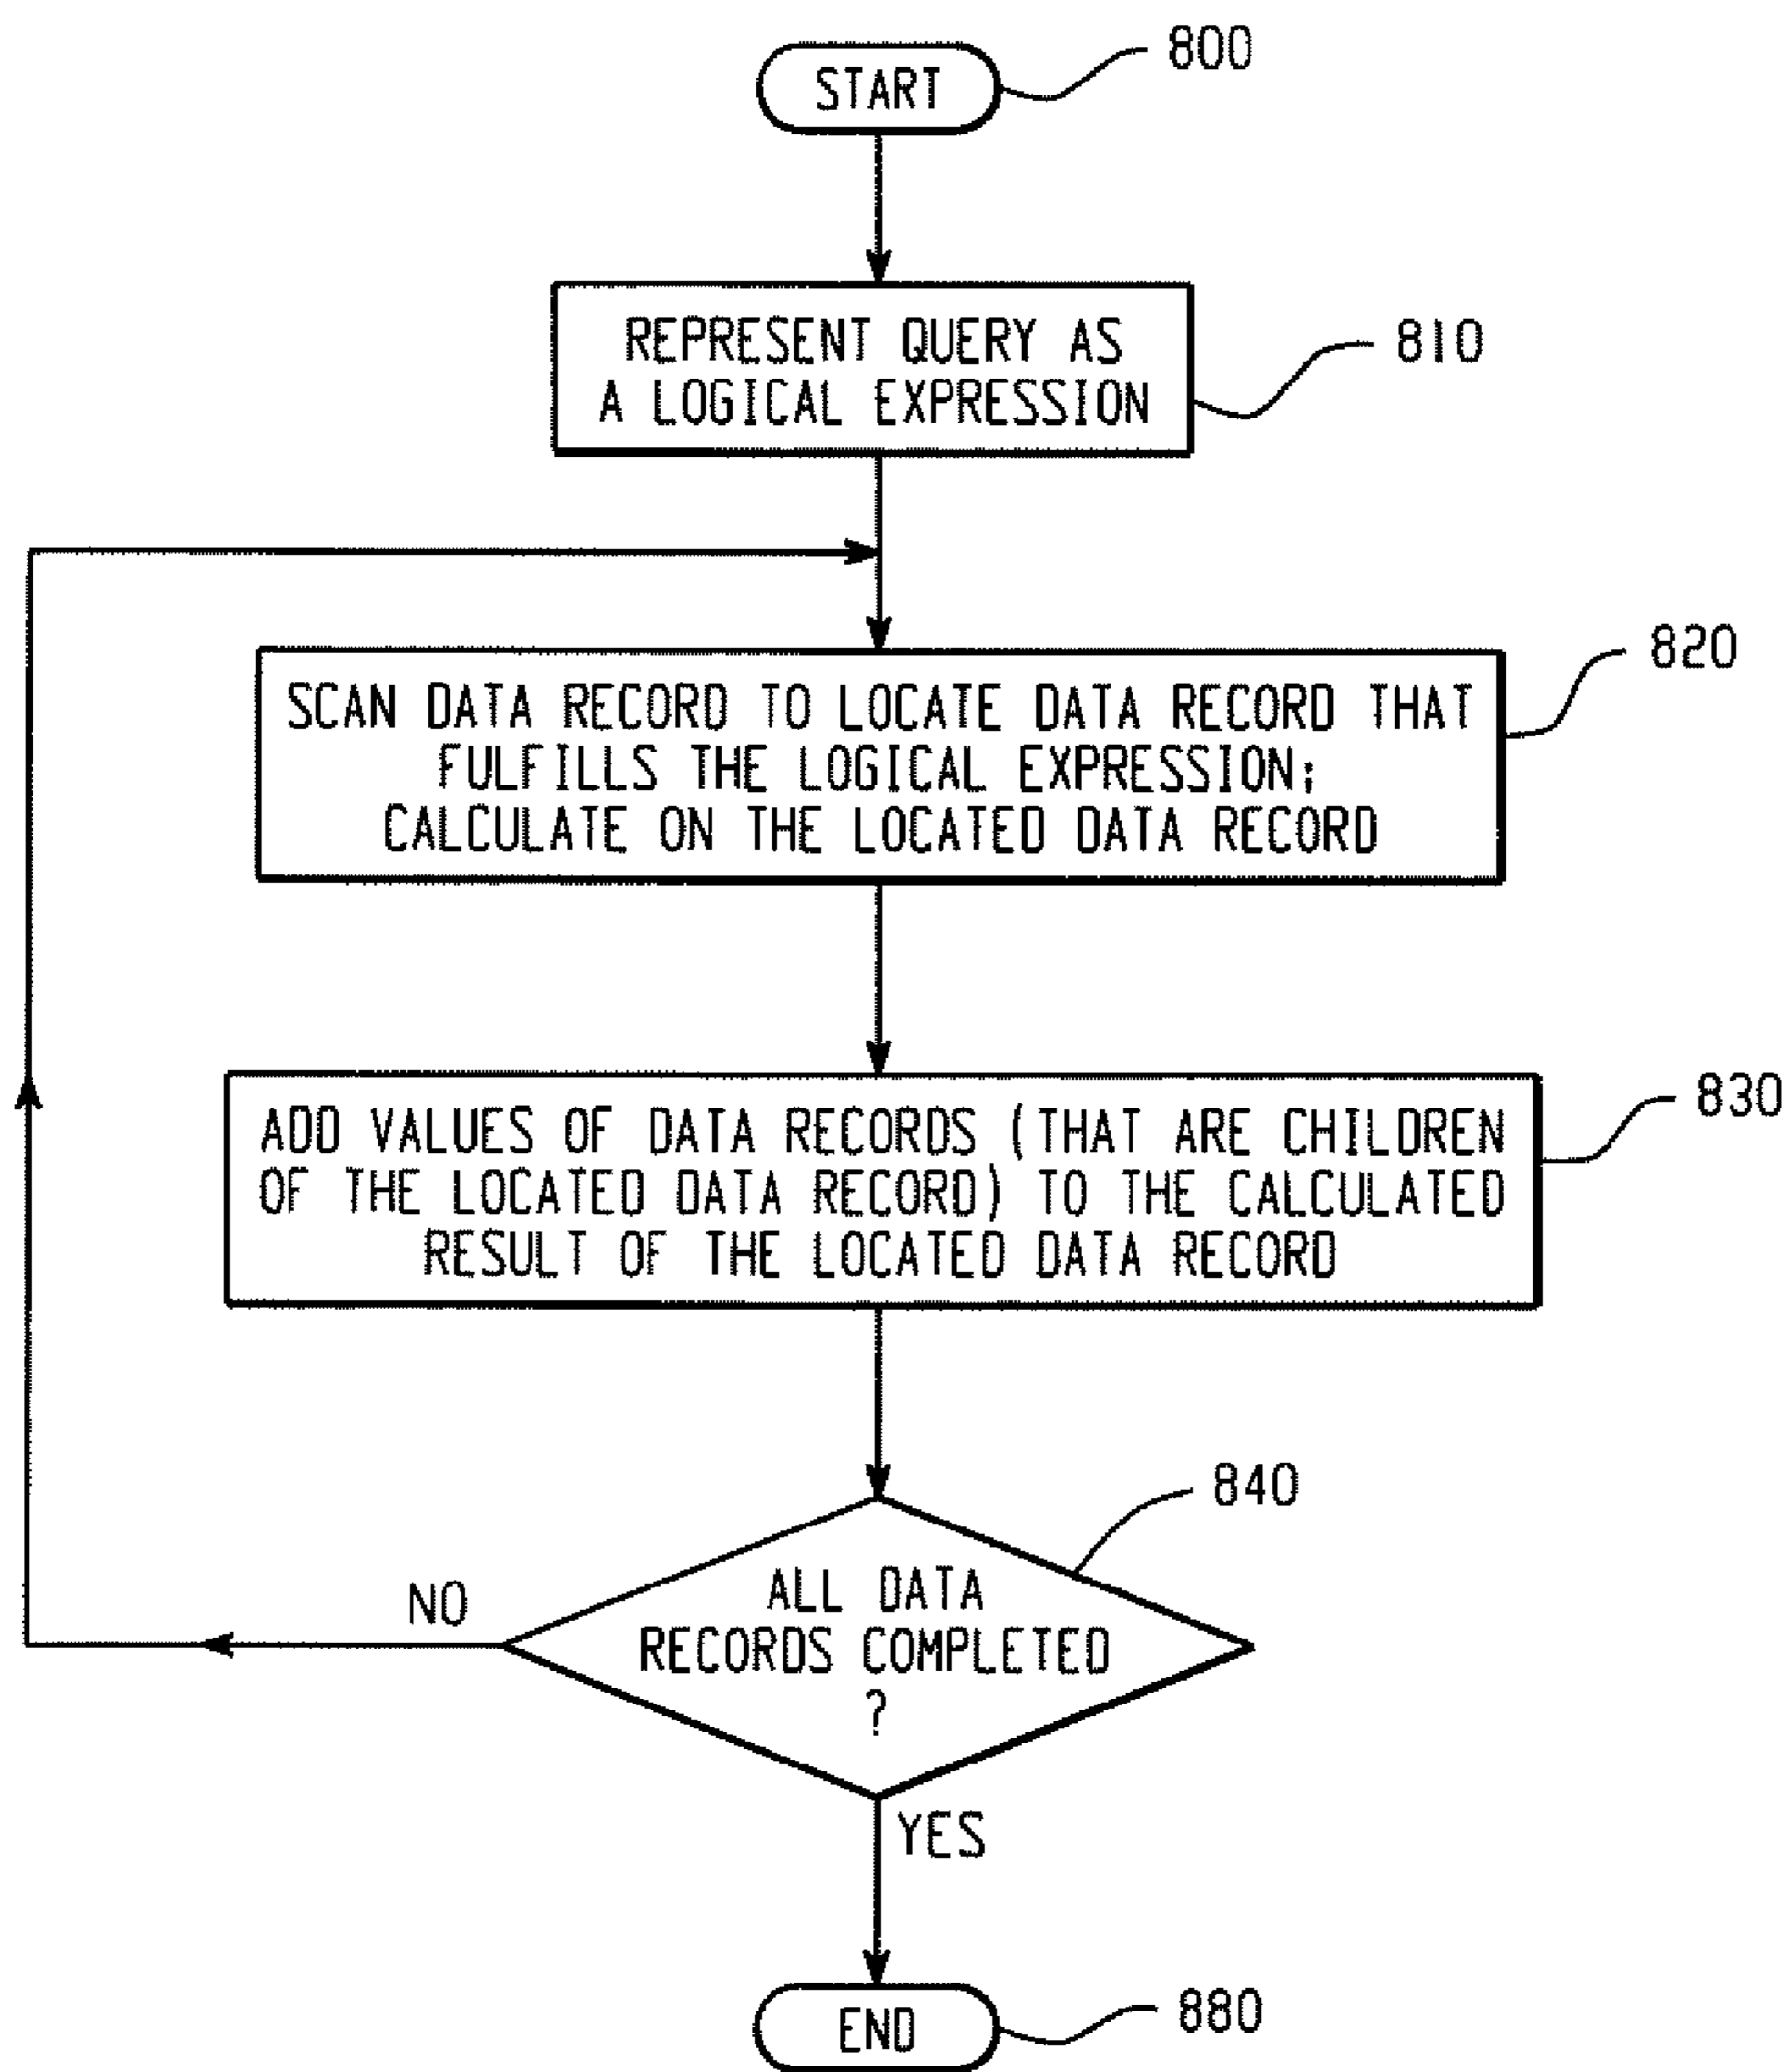 START
800
REPRESENT QUERY AS
A LOGICAL EXPRESSION
810
SCAN DATA RECORD TO LOCATE DATA RECORD THAT
FULFILLS THE LOGICAL EXPRESSION;
CALCULATE ON THE LOCATED DATA RECORD
820
ADD VALUES OF DATA RECORDS (THAT ARE CHILDREN
OF THE LOCATED DATA RECORD) TO THE CALCULATED
RESULT OF THE LOCATED DATA RECORD
830
840
ALL DATA
RECORDS COMPLETED
?
NO
YES
END
880